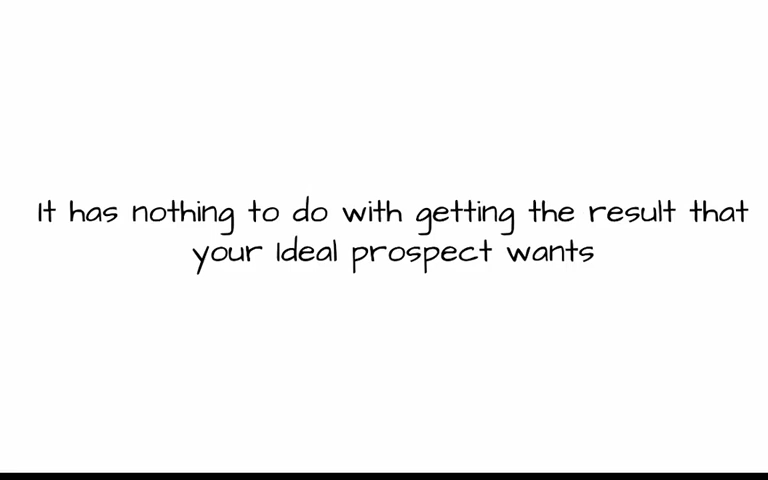 It has nothing to do with getting the result that
your Ideal prospect wants